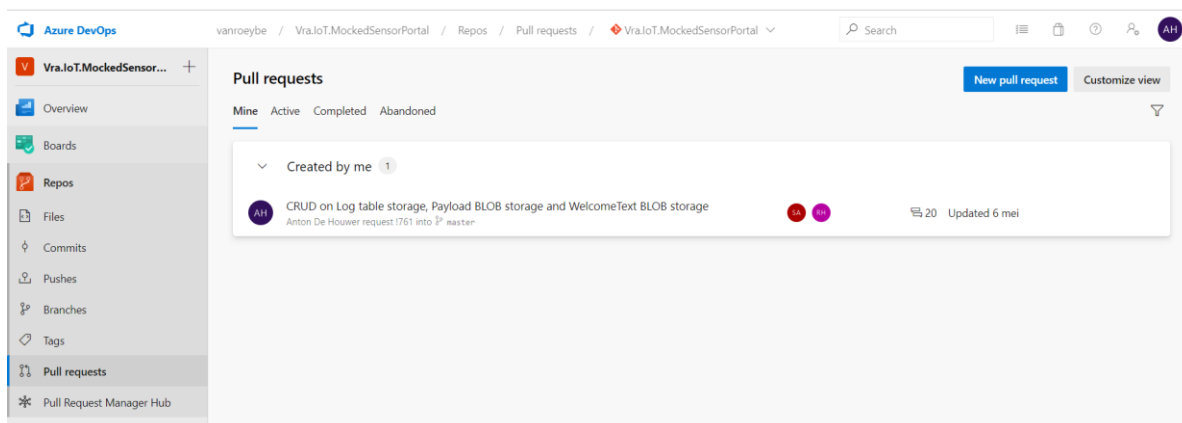 Azure DevOps
vanroeybe / Vra.IoT.MockedSensorPortal / Repos / Pull requests / Vra.IoT.MockedSensorPortal
Search
AH
V Vra.IoT.MockedSensor... +
Overview
Boards
Repos
Files
Commits
Pushes
Branches
Tags
Pull requests
Pull Request Manager Hub
Pull requests
New pull request
Customize view
Mine Active Completed Abandoned
Created by me 1
AH
CRUD on Log table storage, Payload BLOB storage and WelcomeText BLOB storage
Anton De Houwer request !761 into master
SA RH
20 Updated 6 mei